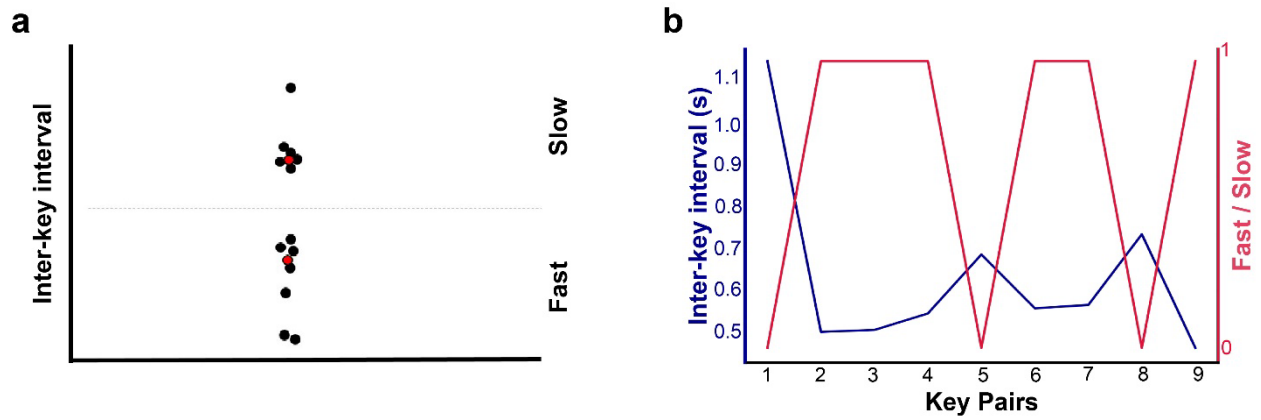 a
Inter-key interval
Slow
Fast
b
Inter-key interval (s)
1.1
1.0
0.9
0.8
0.7
0.6
0.5
1
0
Fast / Slow
1 2 3 4 5 6 7 8 9
Key Pairs